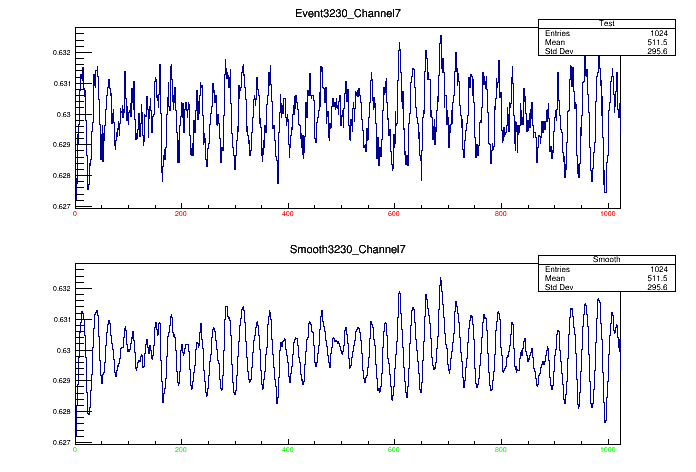 Event3230_Channel7
Test
Entries 1024
Mean 511.5
Std Dev 295.6
0.632
0.631
0.63
0.629
0.628
0.627
0 200 400 600 800 1000
Smooth3230_Channel7
Smooth
Entries 1024
Mean 511.5
Std Dev 295.6
0.632
0.631
0.63
0.629
0.628
0.627
0 200 400 600 800 1000